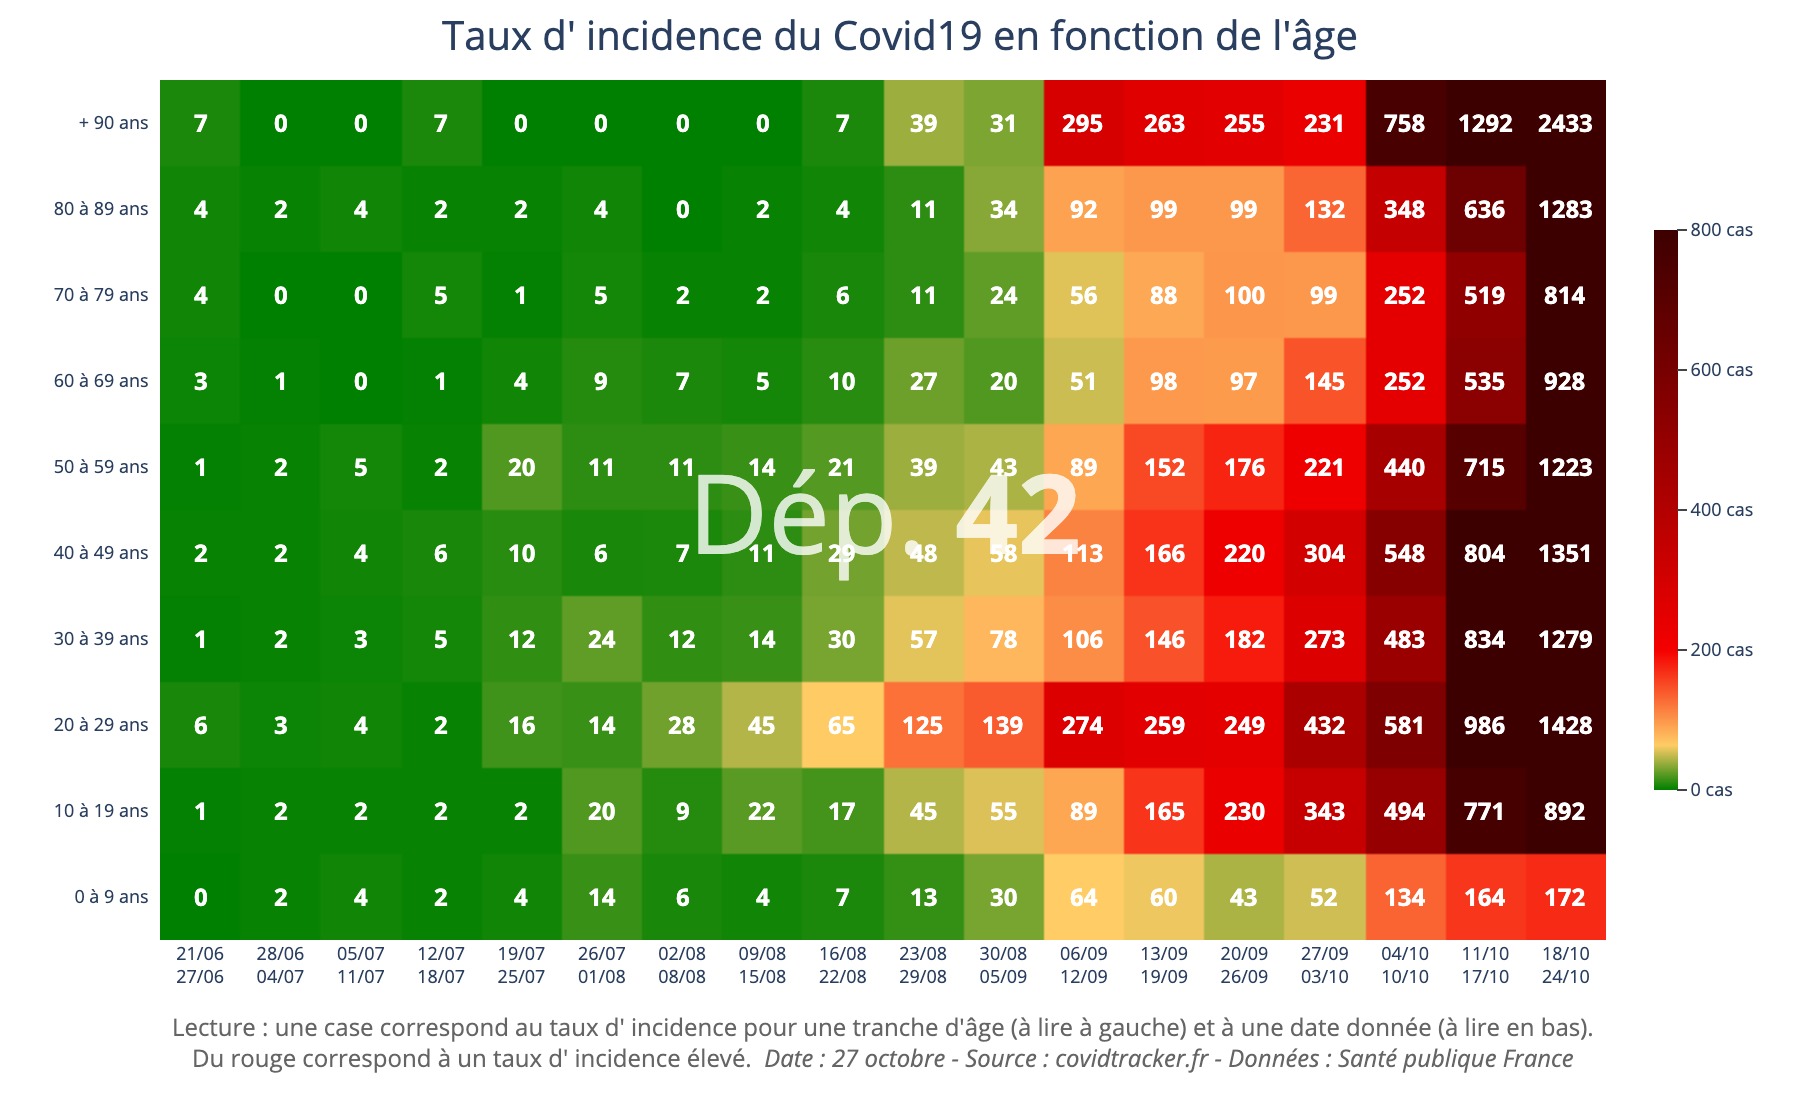 Taux d' incidence du Covid19 en fonction de l'âge
+ 90 ans 7 0 0 7 0 0 0 0 7 39 31 295 263 255 231 758 1292 2433
80 à 89 ans 4 2 4 2 2 4 0 2 4 11 34 92 99 99 132 348 636 1283
70 à 79 ans 4 0 0 5 1 5 2 2 6 11 24 56 88 100 99 252 519 814
60 à 69 ans 3 1 0 1 4 9 7 5 10 27 20 51 98 97 145 252 535 928
50 à 59 ans 1 2 5 2 20 11 11 14 21 39 43 89 152 176 221 440 715 1223
Dép. 42
40 à 49 ans 2 2 4 6 10 6 7 11 29 48 58 113 166 220 304 548 804 1351
30 à 39 ans 1 2 3 5 12 24 12 14 30 57 78 106 146 182 273 483 834 1279
20 à 29 ans 6 3 4 2 16 14 28 45 65 125 139 274 259 249 432 581 986 1428
10 à 19 ans 1 2 2 2 2 20 9 22 17 45 55 89 165 230 343 494 771 892
0 à 9 ans 0 2 4 2 4 14 6 4 7 13 30 64 60 43 52 134 164 172
21/06 28/06 05/07 12/07 19/07 26/07 02/08 09/08 16/08 23/08 30/08 06/09 13/09 20/09 27/09 04/10 11/10 18/10
27/06 04/07 11/07 18/07 25/07 01/08 08/08 15/08 22/08 29/08 05/09 12/09 19/09 26/09 03/10 10/10 17/10 24/10
800 cas
600 cas
400 cas
200 cas
0 cas
Lecture : une case correspond au taux d' incidence pour une tranche d'âge (à lire à gauche) et à une date donnée (à lire en bas).
Du rouge correspond à un taux d' incidence élevé. Date : 27 octobre - Source : covidtracker.fr - Données : Santé publique France